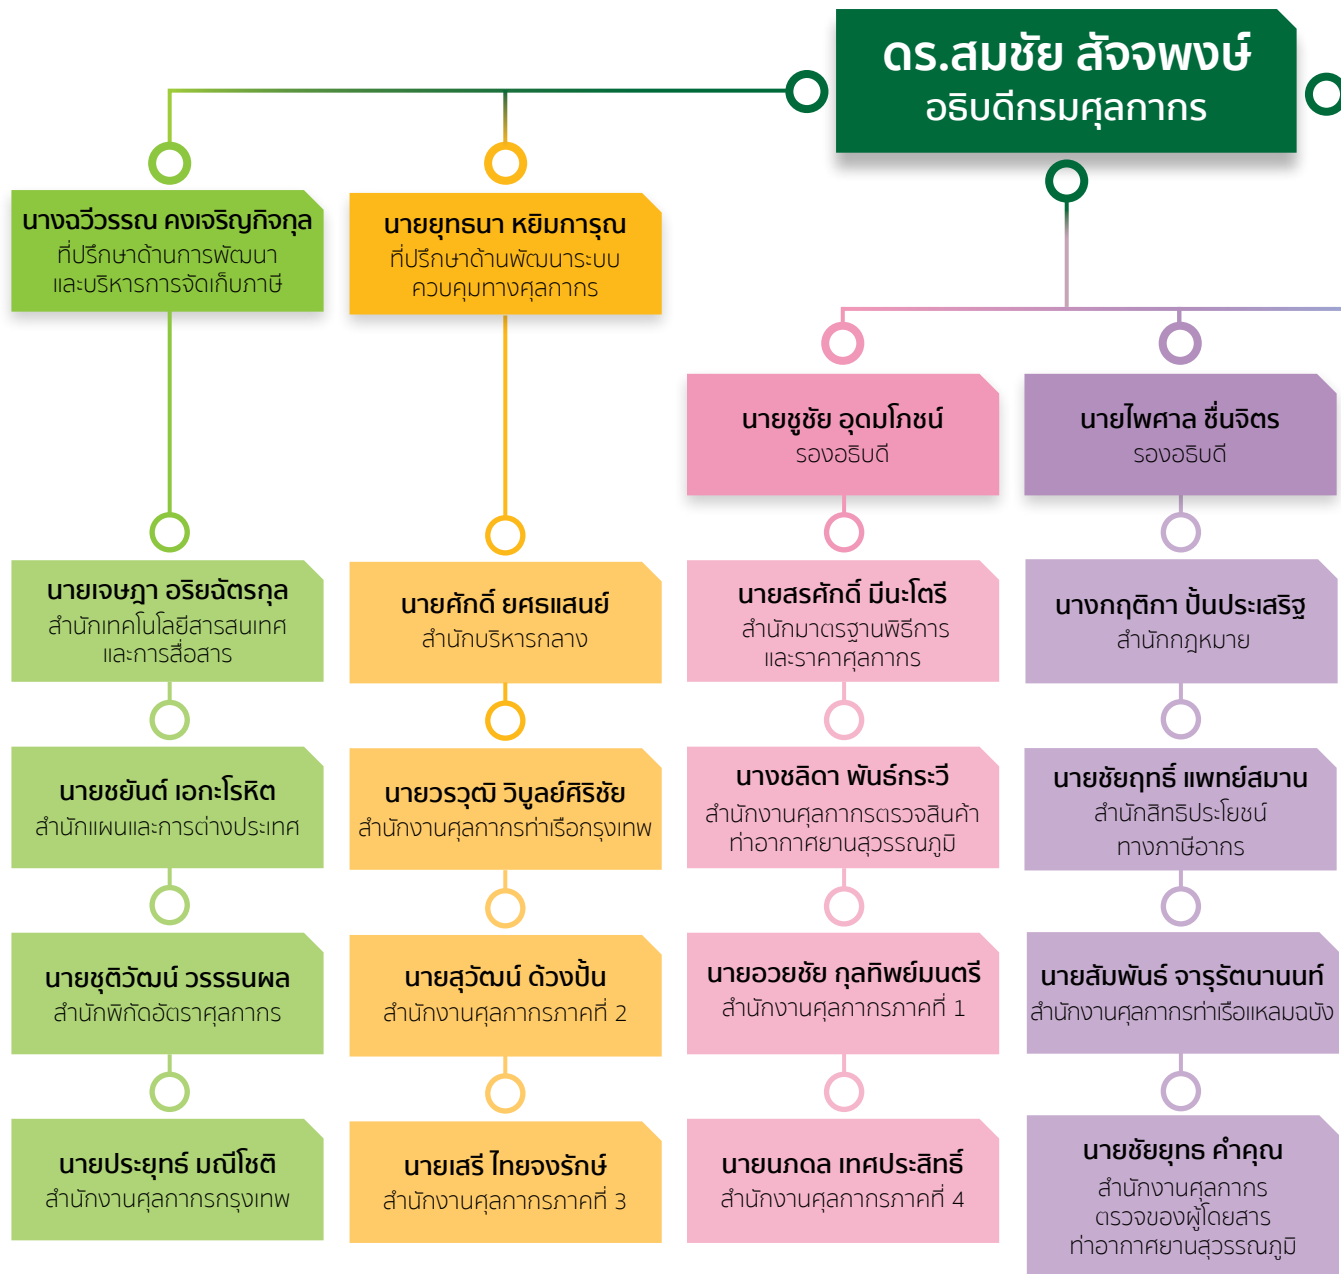 ดร.สมชัย สัจจพงษ์
อธิบดีกรมศุลกากร
นางฉวีวรรณ คงเจริญกิจกุล
ที่ปรึกษาด้านการพัฒนา
และบริหารการจัดเก็บภาษี
นายยุทธนา หยิมการุณ
ที่ปรึกษาด้านพัฒนาระบบ
ควบคุมทางศุลกากร
นายชูชัย อุดมโภชน์
รองอธิบดี
นายไพศาล ชื่นจิตร
รองอธิบดี
นายเจษฎา อริยฉัตรกุล
สำนักเทคโนโลยีสารสนเทศ
และการสื่อสาร
นายศักดิ์ ยศธแสนย์
สำนักบริหารกลาง
นายสรศักดิ์ มีนะโตรี
สำนักมาตรฐานพิธีการ
และราคาศุลกากร
นางกฤติกา ปั้นประเสริฐ
สำนักกฎหมาย
นายชยันต์ เอกะโรหิต
สำนักแผนและการต่างประเทศ
นายวรวุฒิ วิบูลย์ศิริชัย
สำนักงานศุลกากรท่าเรือกรุงเทพ
นางชลิดา พันธ์กระวี
สำนักงานศุลกากรตรวจสินค้า
ท่าอากาศยานสุวรรณภูมิ
นายชัยฤทธิ์ แพทย์สมาน
สำนักสิทธิประโยชน์
ทางภาษีอากร
นายชุติวัฒน์ วรรธนผล
สำนักพิกัดอัตราศุลกากร
นายสุวัฒน์ ด้วงปั้น
สำนักงานศุลกากรภาคที่ 2
นายอวยชัย กุลทิพย์มนตรี
สำนักงานศุลกากรภาคที่ 1
นายสัมพันธ์ จารุรัตนานนท์
สำนักงานศุลกากรท่าเรือแหลมฉบัง
นายประยุทธ์ มณีโชติ
สำนักงานศุลกากรกรุงเทพ
นายเสรี ไทยจงรักษ์
สำนักงานศุลกากรภาคที่ 3
นายนภดล เทศประสิทธิ์
สำนักงานศุลกากรภาคที่ 4
นายชัยยุทธ คำคุณ
สำนักงานศุลกากร
ตรวจของผู้โดยสาร
ท่าอากาศยานสุวรรณภูมิ